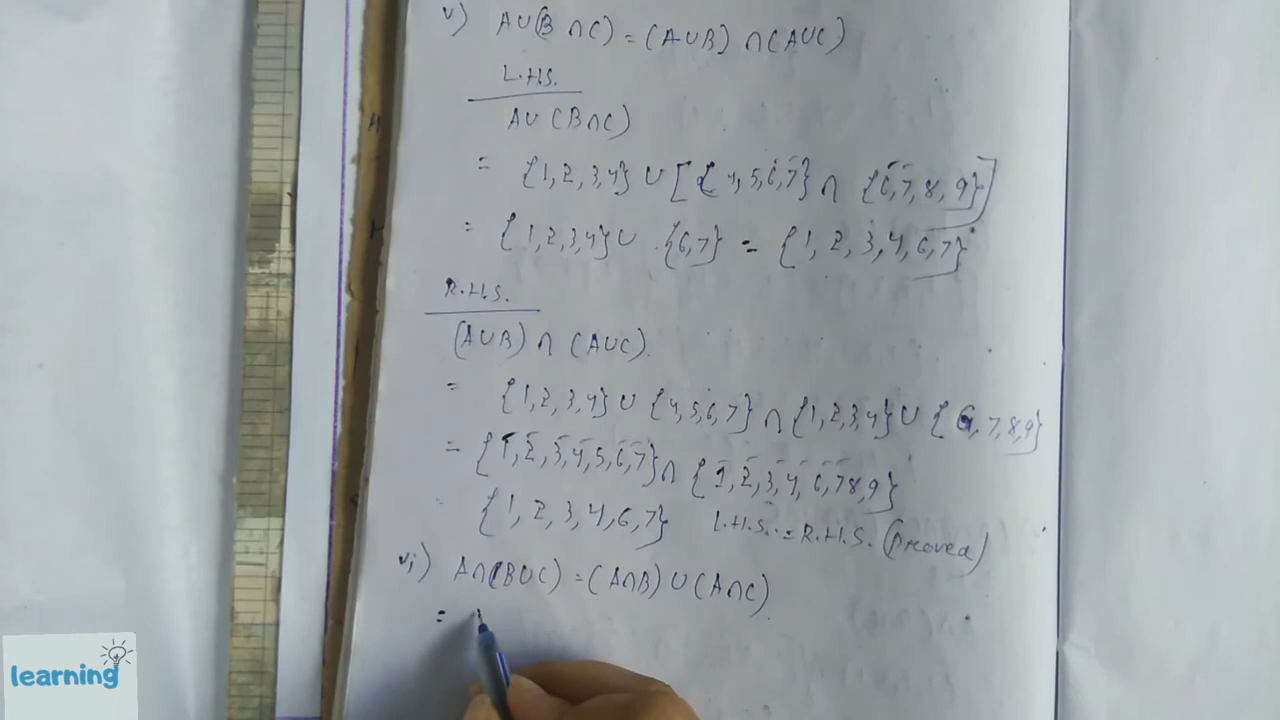 v) A∪(B∩C) = (A∪B) ∩(A∪C)
L.H.S.
A∪(B∩C)
= {1,2,3,4} ∪ [{4,5,6,7} ∩ {6,7,8,9}]
= {1,2,3,4} ∪ {6,7} = {1,2,3,4,6,7}
R.H.S.
(A∪B) ∩ (A∪C)
= {1,2,3,4} ∪ {4,5,6,7} ∩ {1,2,3,4} ∪ {6,7,8,9}
= {1,2,3,4,5,6,7} ∩ {1,2,3,4,6,7 8,9}
= {1,2,3,4,6,7} L.H.S. = R.H.S. (proved)
vi) A∩(B∪C) = (A∩B) ∪ (A∩C)
=
learning